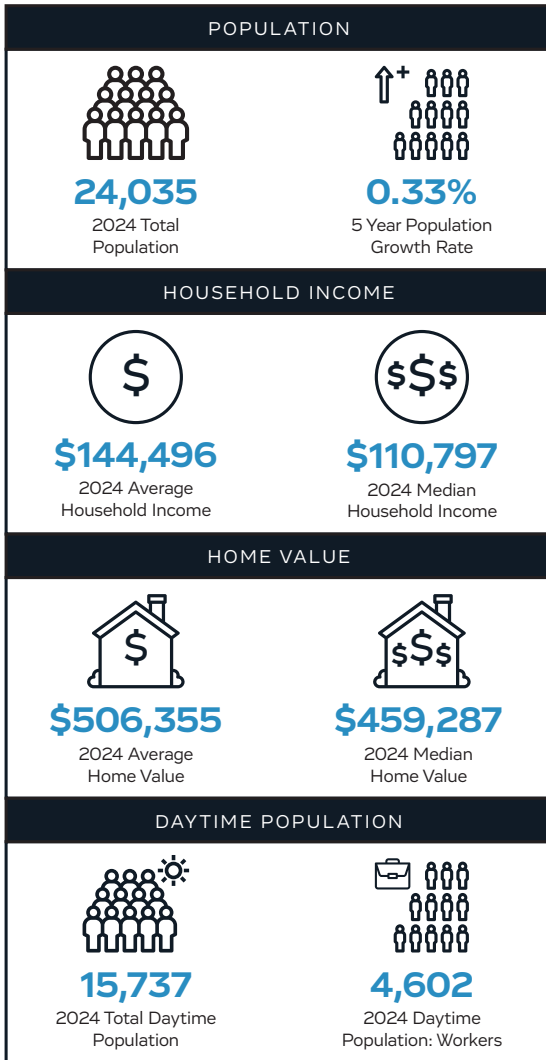 POPULATION
24,035
2024 Total
Population
0.33%
5 Year Population
Growth Rate
HOUSEHOLD INCOME
$
$144,496
2024 Average
Household Income
$$$
$110,797
2024 Median
Household Income
HOME VALUE
$
$506,355
2024 Average
Home Value
$$$
$459,287
2024 Median
Home Value
DAYTIME POPULATION
15,737
2024 Total Daytime
Population
4,602
2024 Daytime
Population: Workers